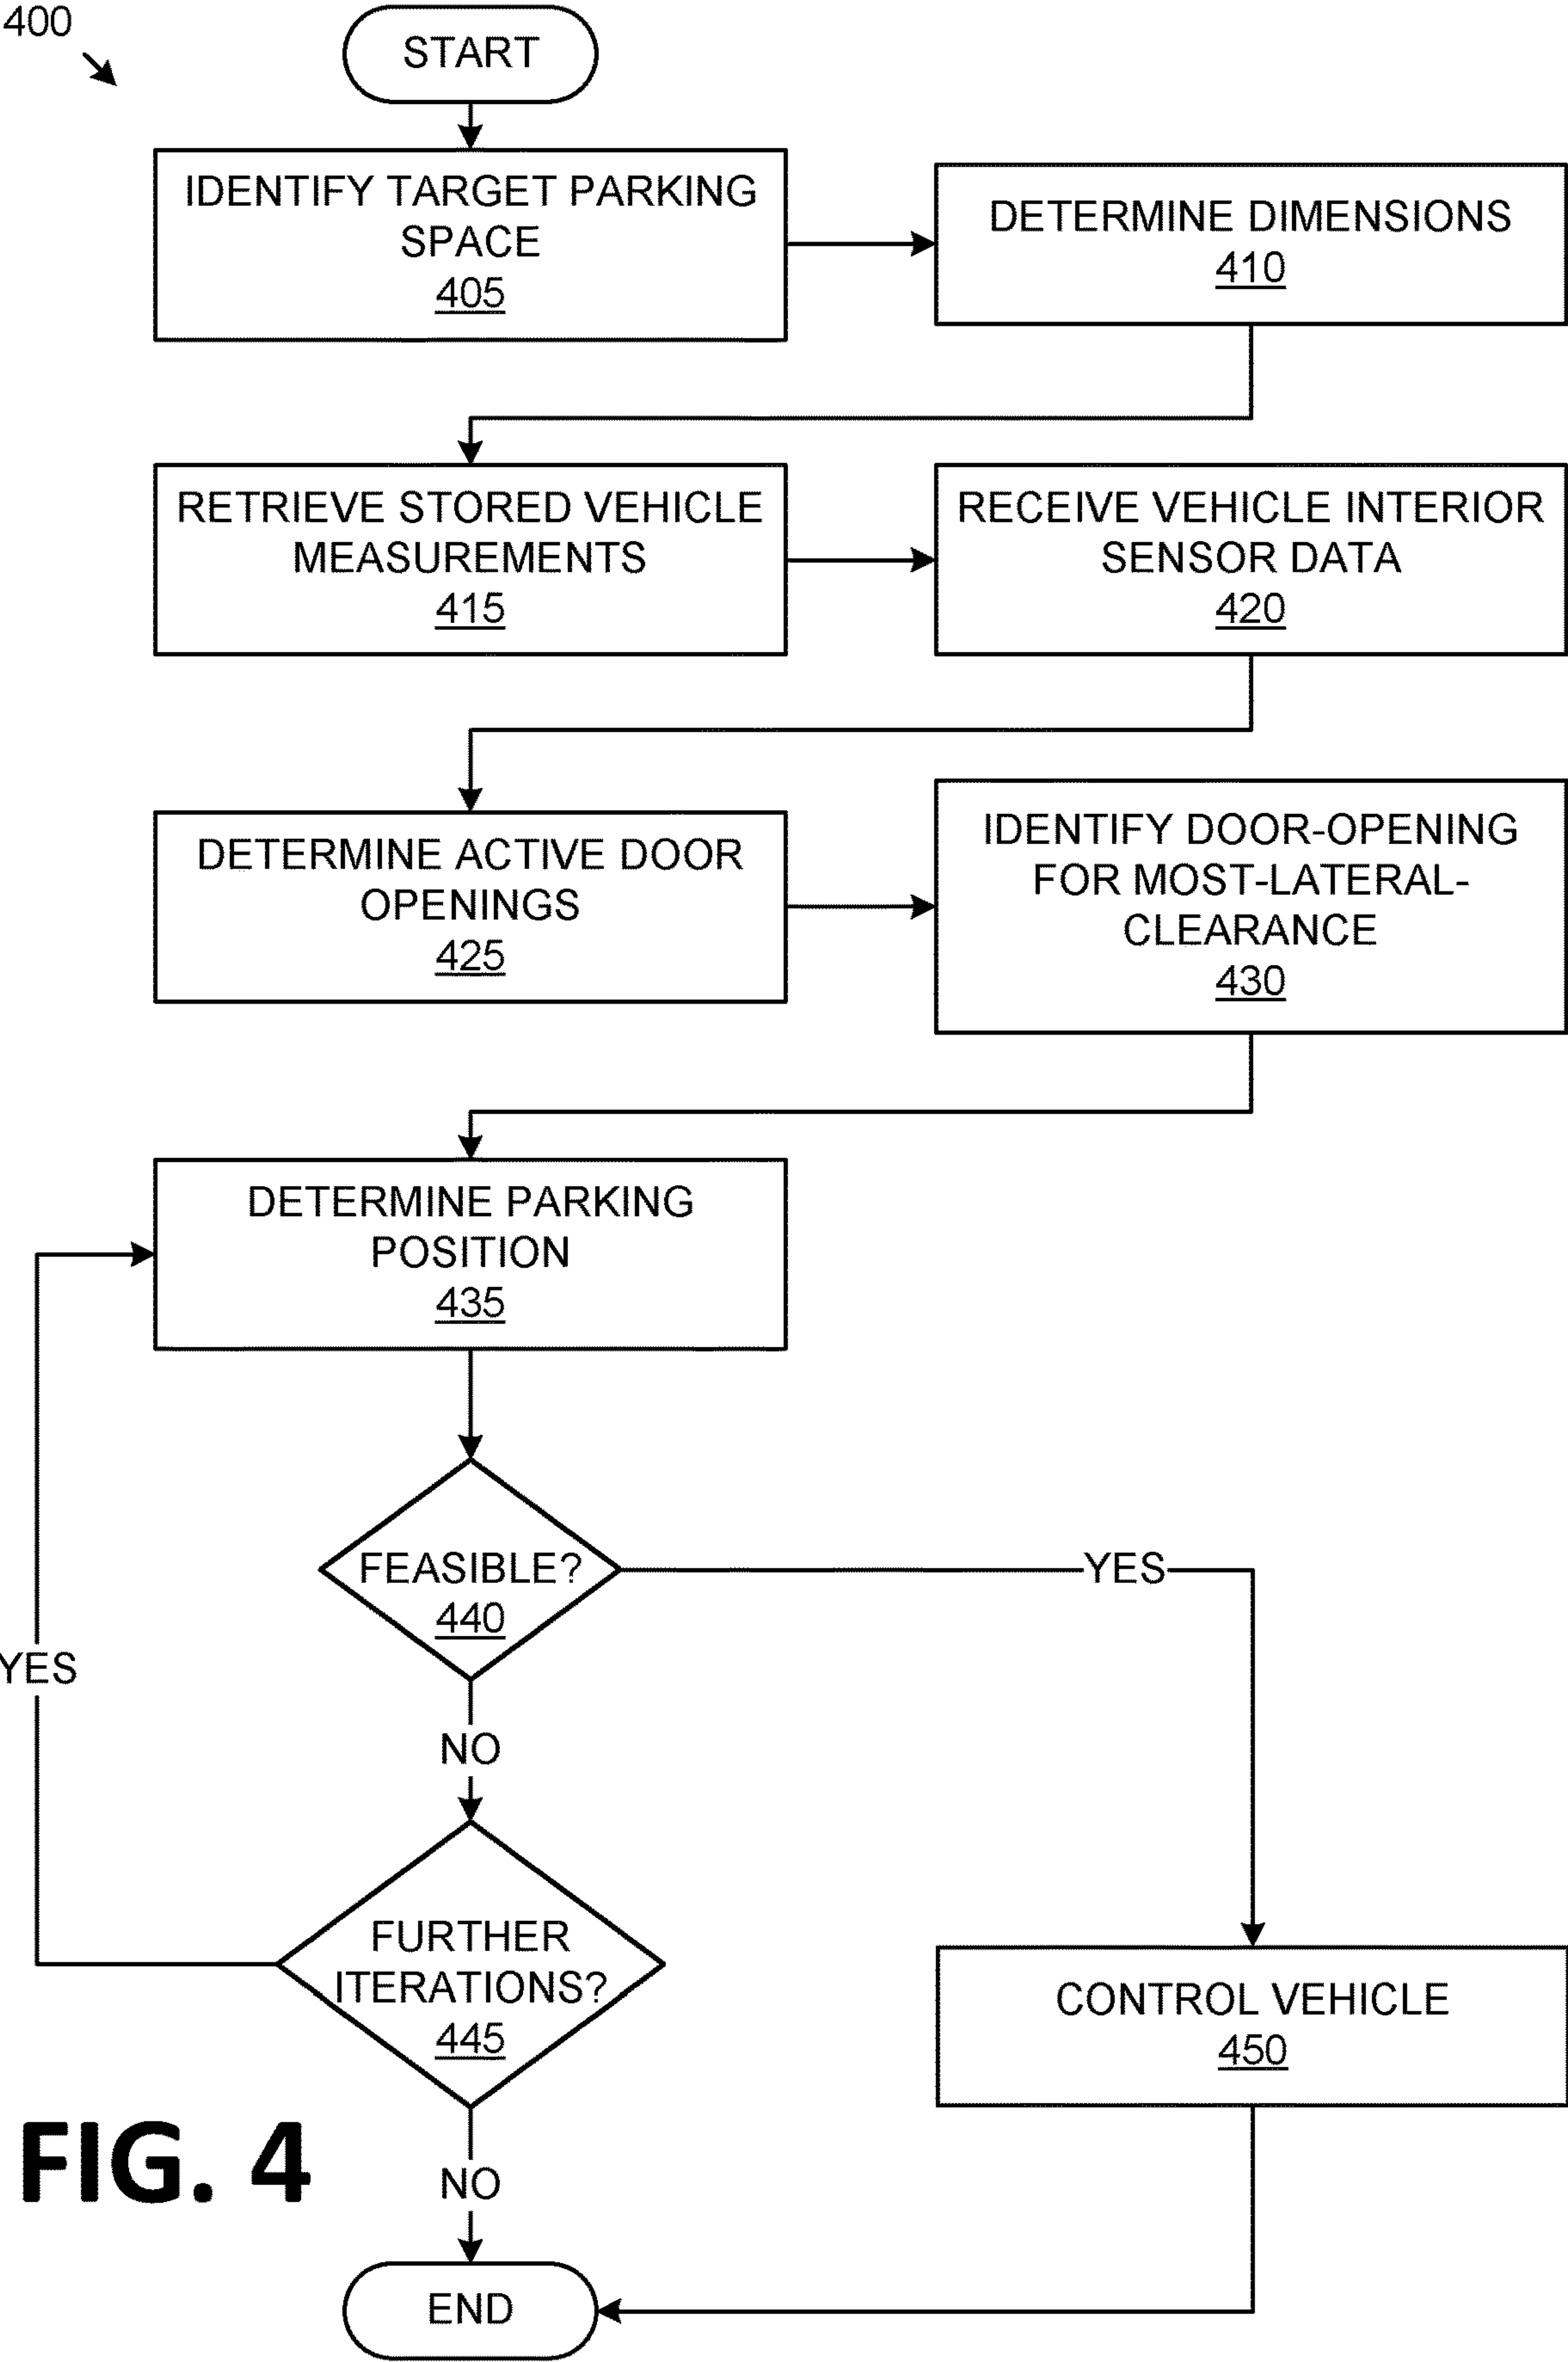 400
START
IDENTIFY TARGET PARKING
SPACE
405
DETERMINE DIMENSIONS
410
RETRIEVE STORED VEHICLE
MEASUREMENTS
415
RECEIVE VEHICLE INTERIOR
SENSOR DATA
420
DETERMINE ACTIVE DOOR
OPENINGS
425
IDENTIFY DOOR-OPENING
FOR MOST-LATERAL-
CLEARANCE
430
DETERMINE PARKING
POSITION
435
FEASIBLE?
440
YES
YES
NO
FURTHER
ITERATIONS?
445
CONTROL VEHICLE
450
FIG. 4
NO
END